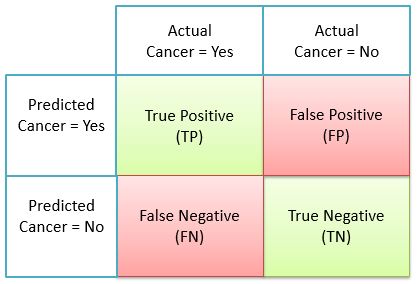 Actual
Cancer = Yes
Actual
Cancer = No
Predicted
Cancer = Yes
True Positive
(TP)
False Positive
(FP)
Predicted
Cancer = No
False Negative
(FN)
True Negative
(TN)